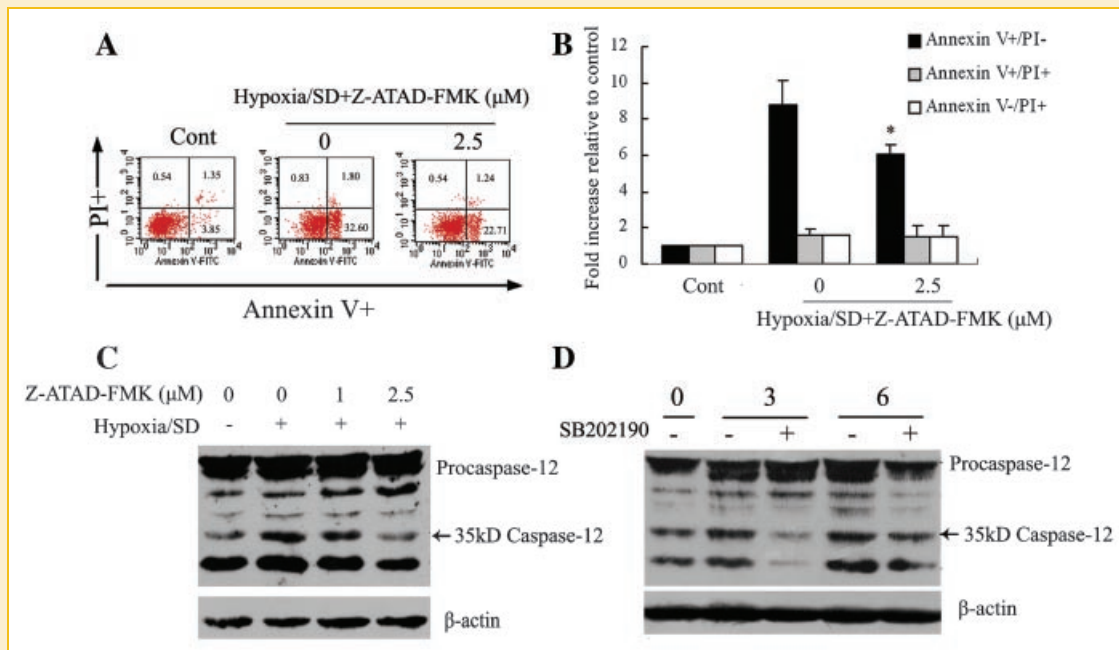 A
Hypoxia/SD+Z-ATAD-FMK (μM)
Cont
0
2.5
PI+
0.54
1.35
3.85
0.83
1.80
32.60
0.54
1.24
22.71
Annexin V-FITC
Annexin V-FITC
Annexin V-FITC
Annexin V+
B
Fold increase relative to control
12
10
8
6
4
2
0
Annexin V+/PI-
Annexin V+/PI+
Annexin V-/PI+
*
Cont
0
2.5
Hypoxia/SD+Z-ATAD-FMK (μM)
C
Z-ATAD-FMK (μM) 0 0 1 2.5
Hypoxia/SD - + + +
Procaspase-12
←35kD Caspase-12
β-actin
D
0 3 6
SB202190 - - + - +
Procaspase-12
←35kD Caspase-12
β-actin